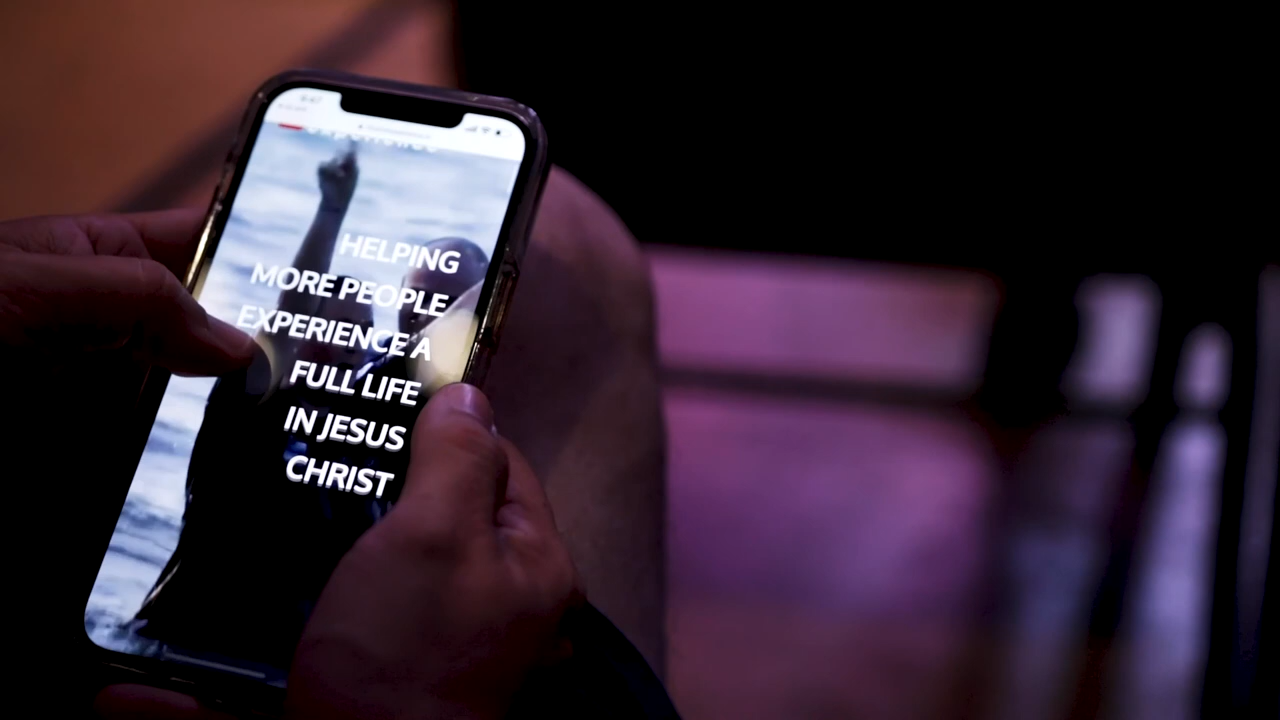 HELPING
MORE PEOPLE
EXPERIENCE A
FULL LIFE
IN JESUS
CHRIST